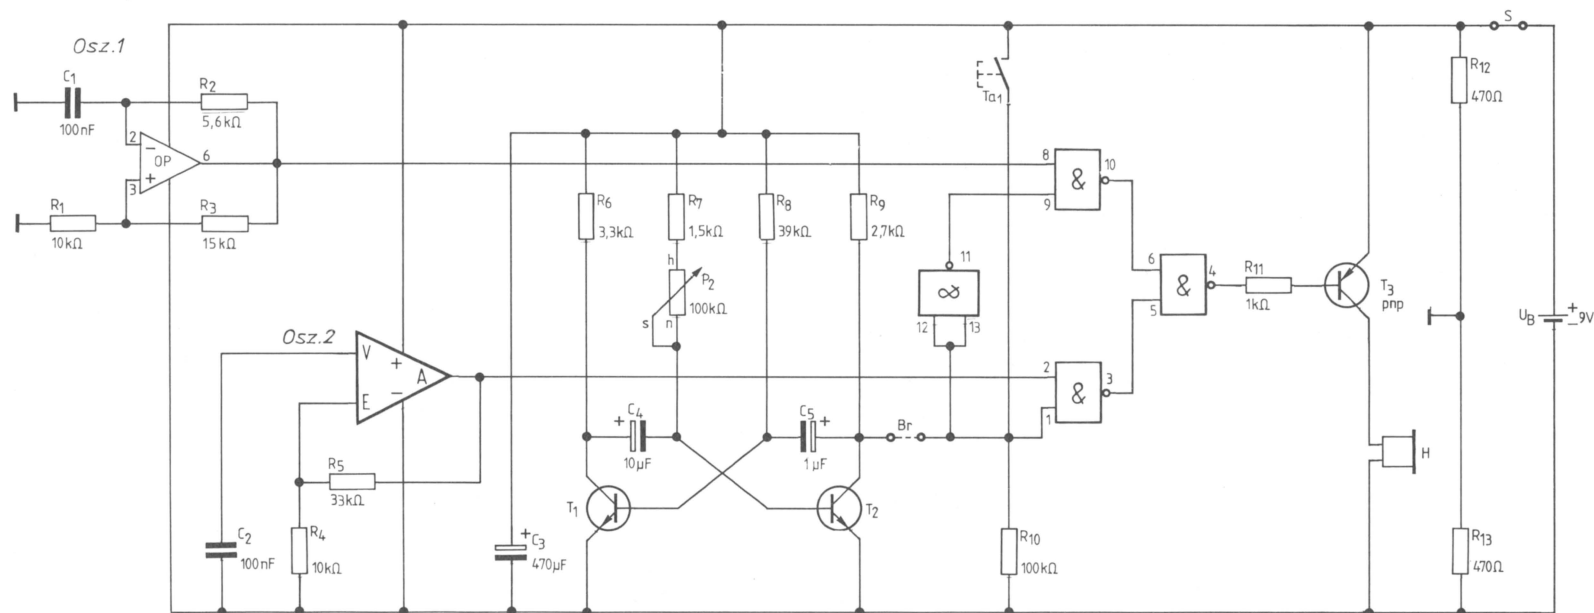 Osz.1
C1
100nF
R2
5,6kΩ
2
−
OP
6
+
3
R1
10kΩ
R3
15kΩ
Osz.2
V
+
A
−
E
R5
33kΩ
C2
100nF
R4
10kΩ
+
C3
470µF
R6
3,3kΩ
R7
1,5kΩ
h
P2
100kΩ
s
n
R8
39kΩ
R9
2,7kΩ
+
C4
10µF
C5
+
1µF
T1
T2
Br
Ta1
11
&
12
13
R10
100kΩ
8
&
10
9
2
&
3
1
6
&
4
5
R11
1kΩ
T3
pnp
H
S
R12
470Ω
UB
+
−
9V
R13
470Ω